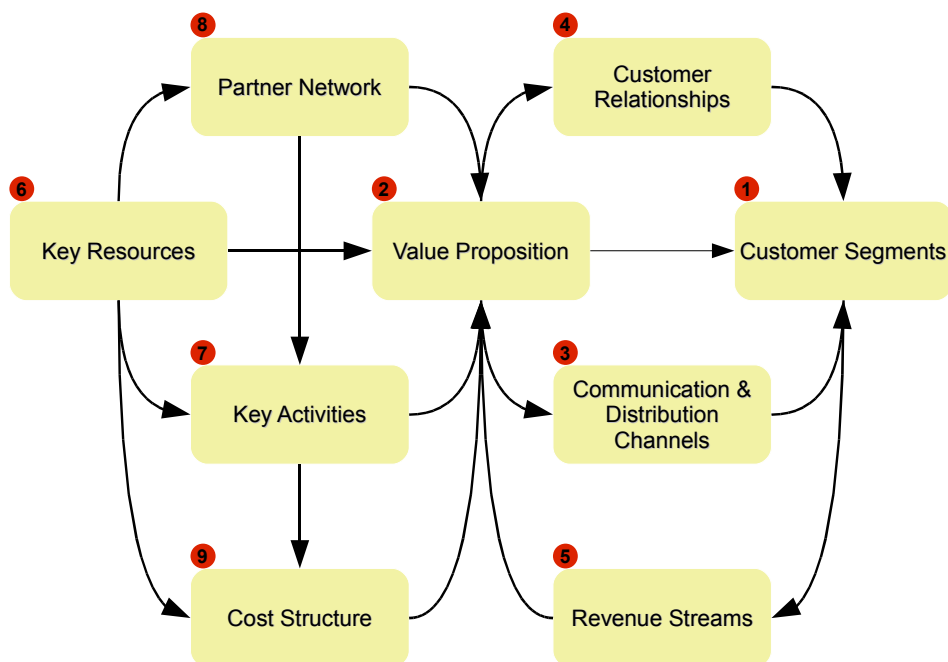 8
Partner Network
4
Customer
Relationships
6
Key Resources
2
Value Proposition
1
Customer Segments
7
Key Activities
3
Communication &
Distribution
Channels
9
Cost Structure
5
Revenue Streams